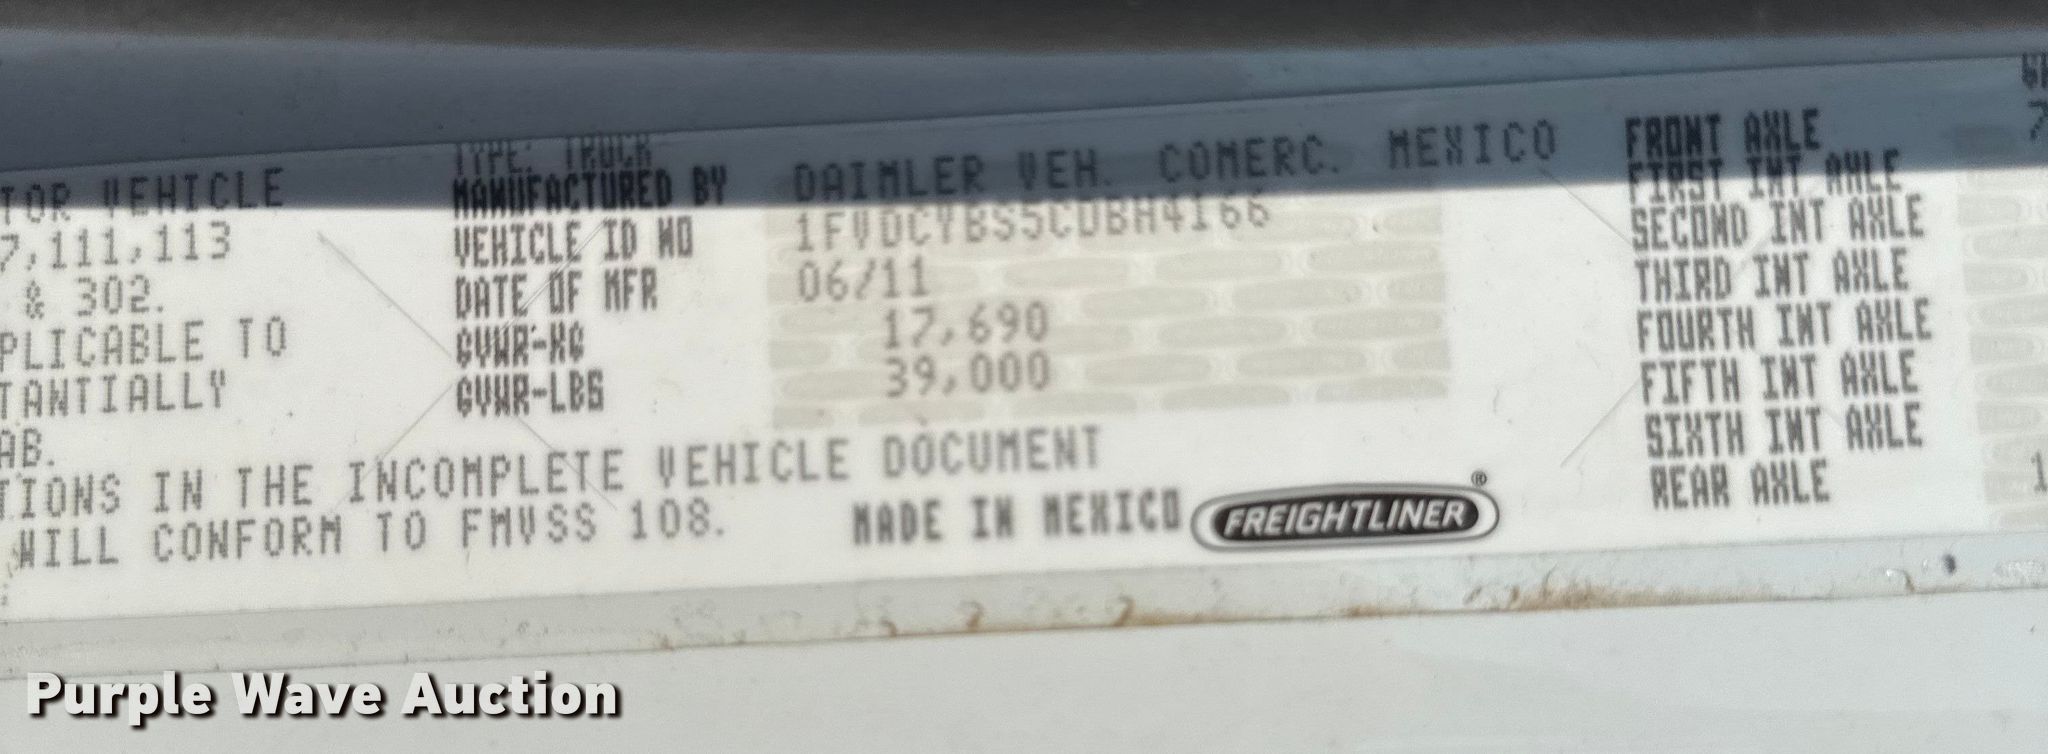 TOR VEHICLE
7,111,113
& 302.
PLICABLE TO
TANTIALLY
AB.
TIONS IN THE INCOMPLETE VEHICLE DOCUMENT
WILL CONFORM TO FMVSS 108.
TYPE: TRUCK
MANUFACTURED BY DAIMLER VEH. COMERC. MEXICO
VEHICLE ID NO 1FVDCYBS5CDBH4166
DATE OF MFR 06/11
GVWR-KG 17,690
GVWR-LBS 39,000
MADE IN MEXICO FREIGHTLINER ®
FRONT AXLE 7
FIRST INT AXLE
SECOND INT AXLE
THIRD INT AXLE
FOURTH INT AXLE
FIFTH INT AXLE
SIXTH INT AXLE
REAR AXLE 1
Purple Wave Auction